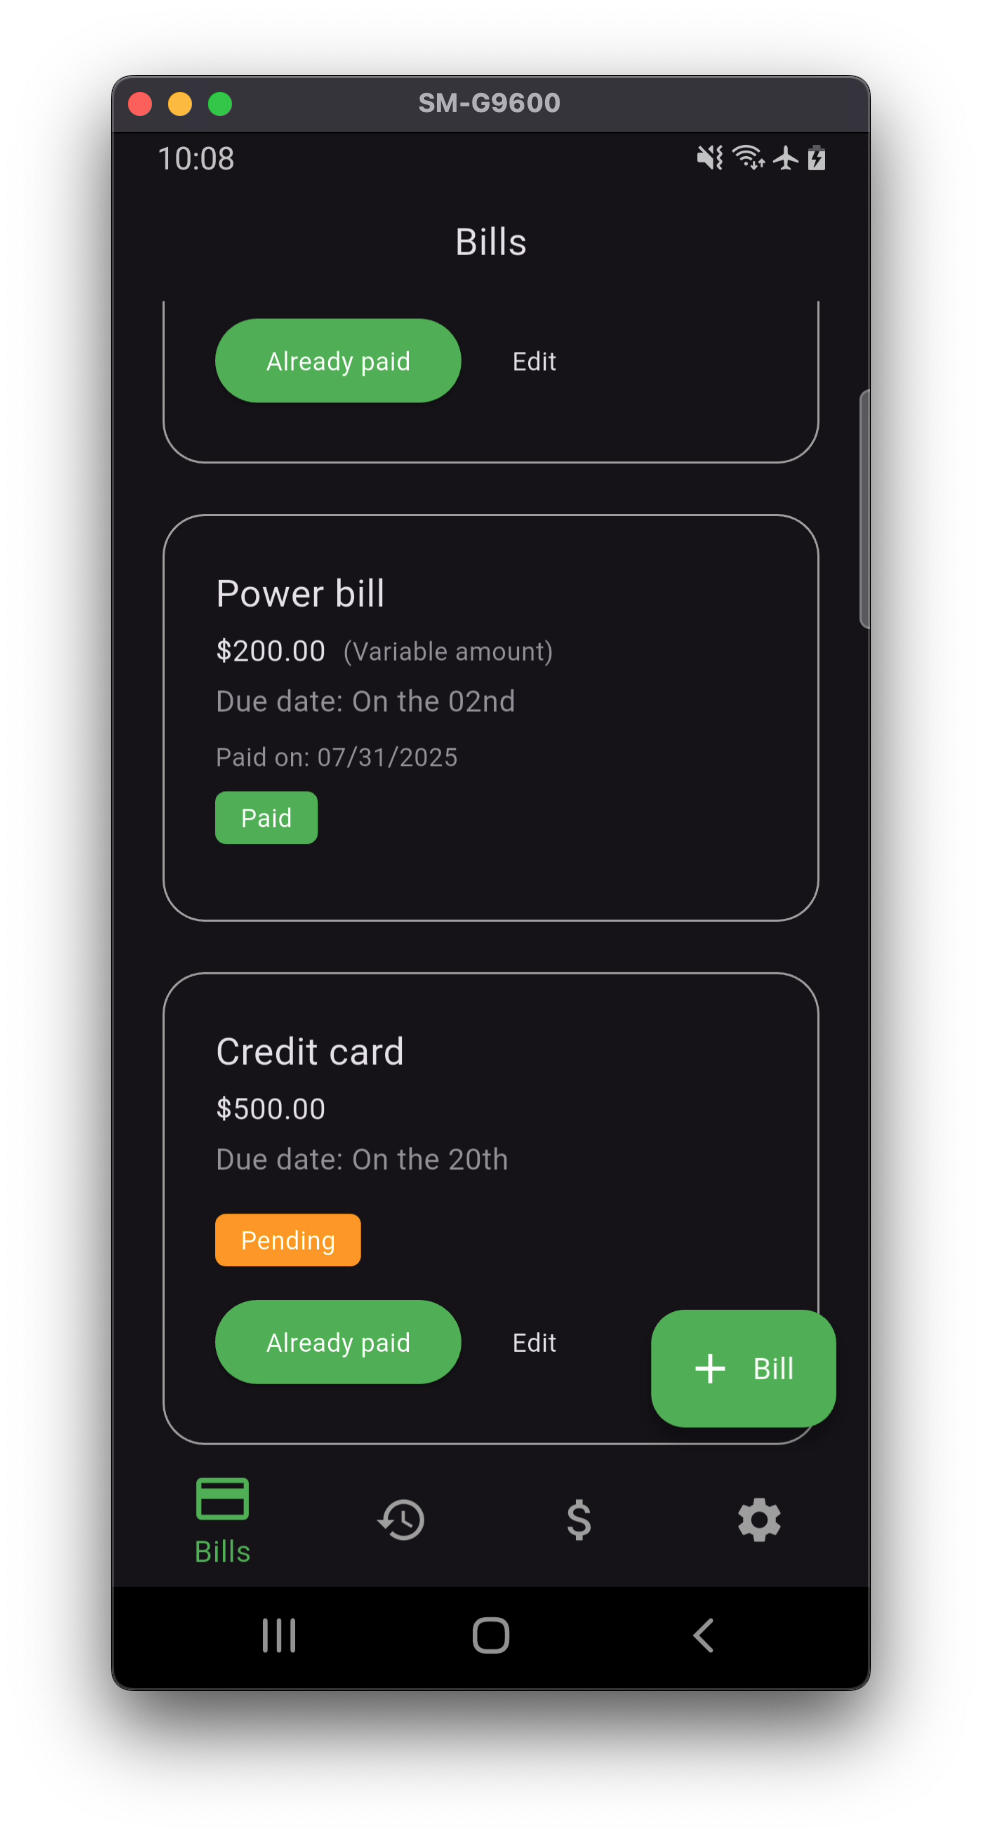 SM-G9600
10:08
Bills
Already paid Edit
Power bill
$200.00 (Variable amount)
Due date: On the 02nd
Paid on: 07/31/2025
Paid
Credit card
$500.00
Due date: On the 20th
Pending
Already paid Edit
+ Bill
$
Bills